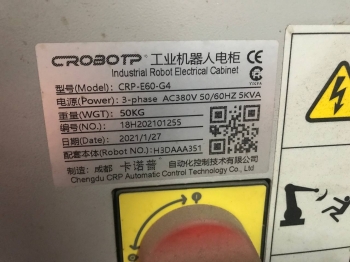 CROBOTP 工业机器人电柜
Industrial Robot Electrical Cabinet
型号(Model): CRP-E60-G4
电源(Power): 3-phase AC380V 50/60HZ 5KVA
重量(WGT): 50KG
编号(NO.): 18H202101255
日期(Date): 2021/1/27
配套本体(Robot NO.): H3DAAA351
制造: 成都 卡诺普 自动化控制技术有限公司
Chengdu CRP Automatic Control Technology Co., Ltd